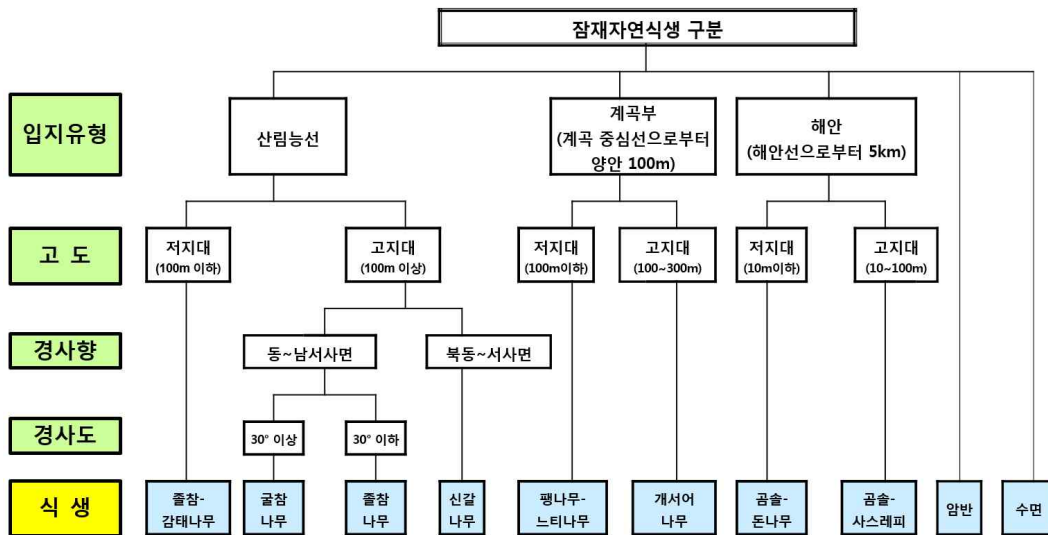 잠재자연식생 구분
입지유형
산림능선
계곡부
(계곡 중심선으로부터
양안 100m)
해안
(해안선으로부터 5km)
고 도
저지대
(100m 이하)
고지대
(100m 이상)
저지대
(100m이하)
고지대
(100~300m)
저지대
(10m이하)
고지대
(10~100m)
경사향
동~남서사면
북동~서사면
경사도
30° 이상
30° 이하
식 생
졸참-
감태나무
굴참
나무
졸참
나무
신갈
나무
팽나무-
느티나무
개서어
나무
곰솔-
돈나무
곰솔-
사스레피
암반
수면